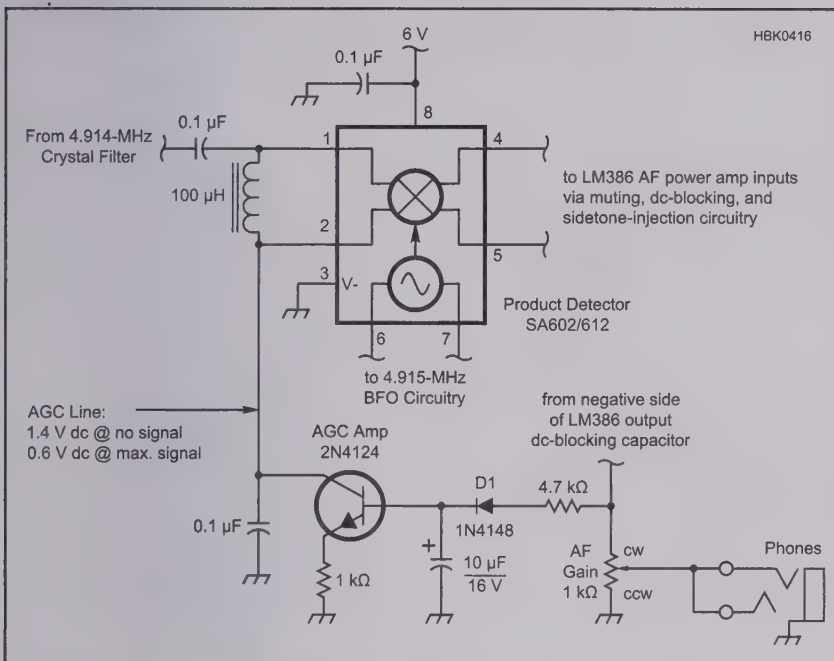 HBK0416
6 V
0.1 µF
8
From 4.914-MHz
Crystal Filter
0.1 µF
1
4
100 µH
to LM386 AF power amp inputs
via muting, dc-blocking, and
sidetone-injection circuitry
2
5
3
V-
Product Detector
SA602/612
6
7
to 4.915-MHz
BFO Circuitry
from negative side
of LM386 output
dc-blocking capacitor
AGC Line:
1.4 V dc @ no signal
0.6 V dc @ max. signal
AGC Amp
2N4124
D1
1N4148
4.7 kΩ
0.1 µF
1 kΩ
+
10 µF
16 V
AF
Gain
1 kΩ
cw
ccw
Phones